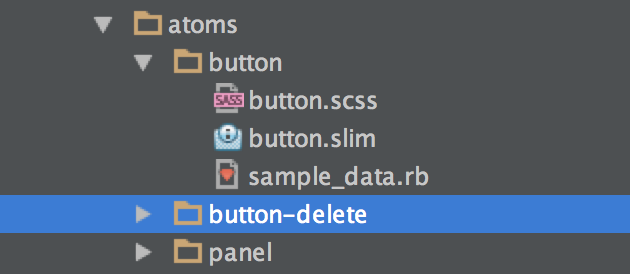 atoms
button
SASS button.scss
button.slim
sample_data.rb
button-delete
panel